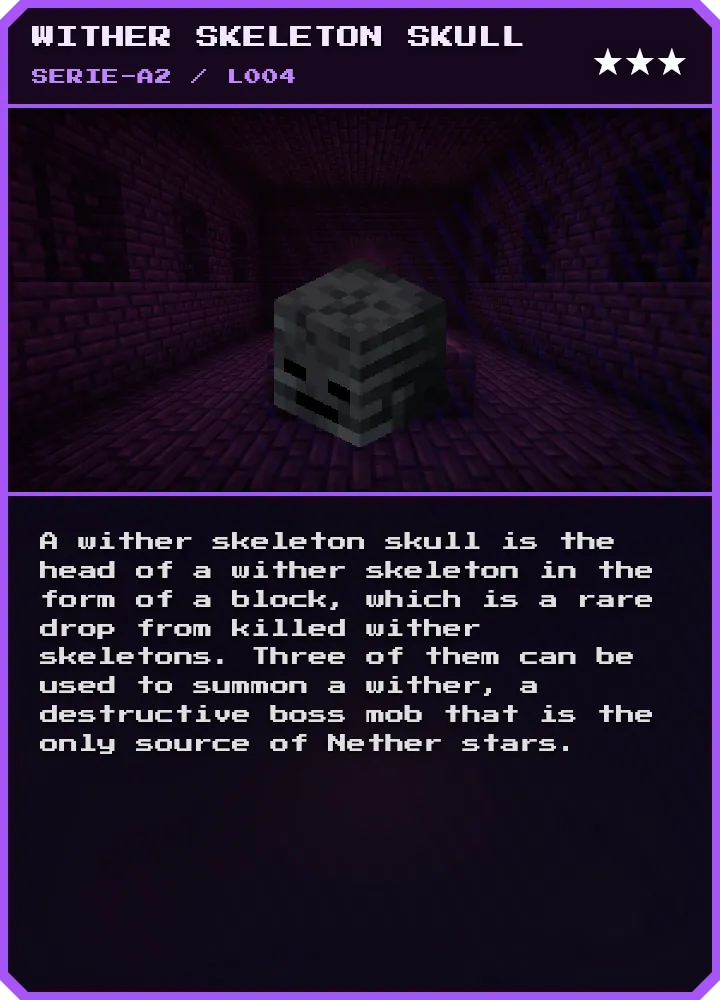 WITHER SKELETON SKULL
SERIE-A2 / L004
★★★
A wither skeleton skull is the
head of a wither skeleton in the
form of a block, which is a rare
drop from killed wither
skeletons. Three of them can be
used to summon a wither, a
destructive boss mob that is the
only source of Nether stars.